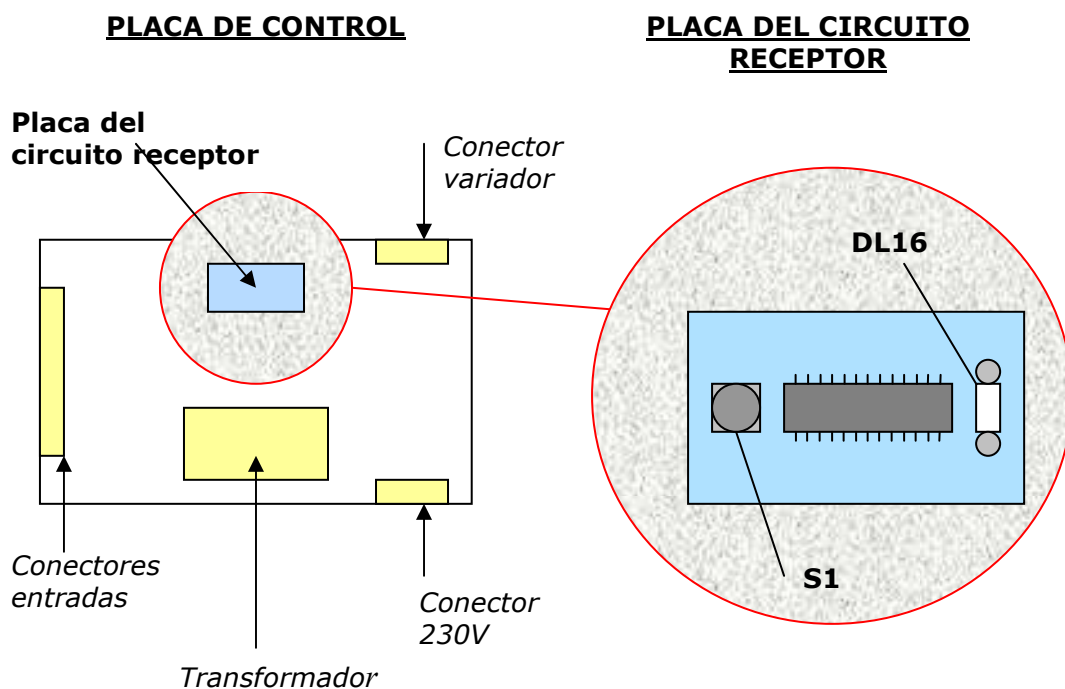 PLACA DE CONTROL
PLACA DEL CIRCUITO
RECEPTOR
Placa del
circuito receptor
Conector
variador
DL16
S1
Conectores
entradas
Conector
230V
Transformador